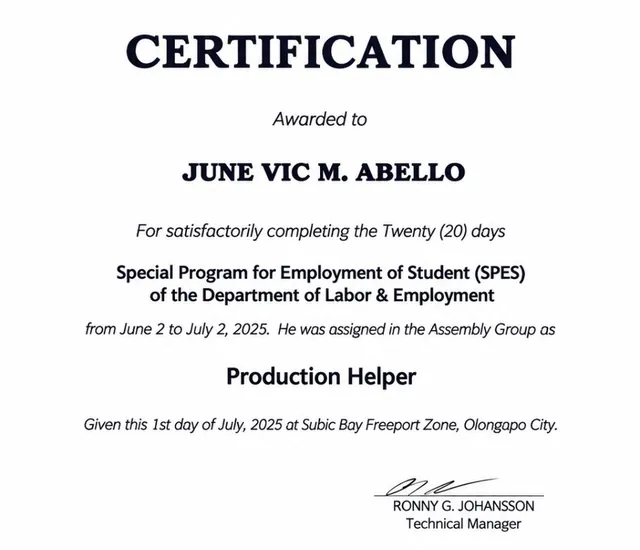 CERTIFICATION
Awarded to
JUNE VIC M. ABELLO
For satisfactorily completing the Twenty (20) days
Special Program for Employment of Student (SPES)
of the Department of Labor & Employment
from June 2 to July 2, 2025. He was assigned in the Assembly Group as
Production Helper
Given this 1st day of July, 2025 at Subic Bay Freeport Zone, Olongapo City.
RONNY G. JOHANSSON
Technical Manager